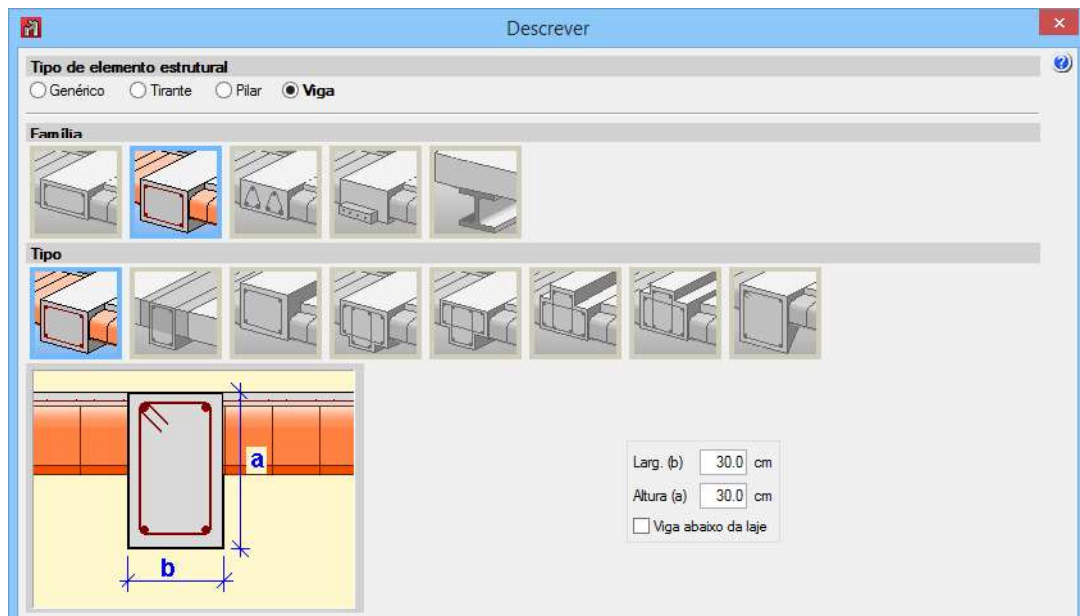 Descrever
Tipo de elemento estrutural
Genérico Tirante Pilar Viga
Família
Tipo
a
b
Larg. (b) 30.0 cm
Altura (a) 30.0 cm
Viga abaixo da laje